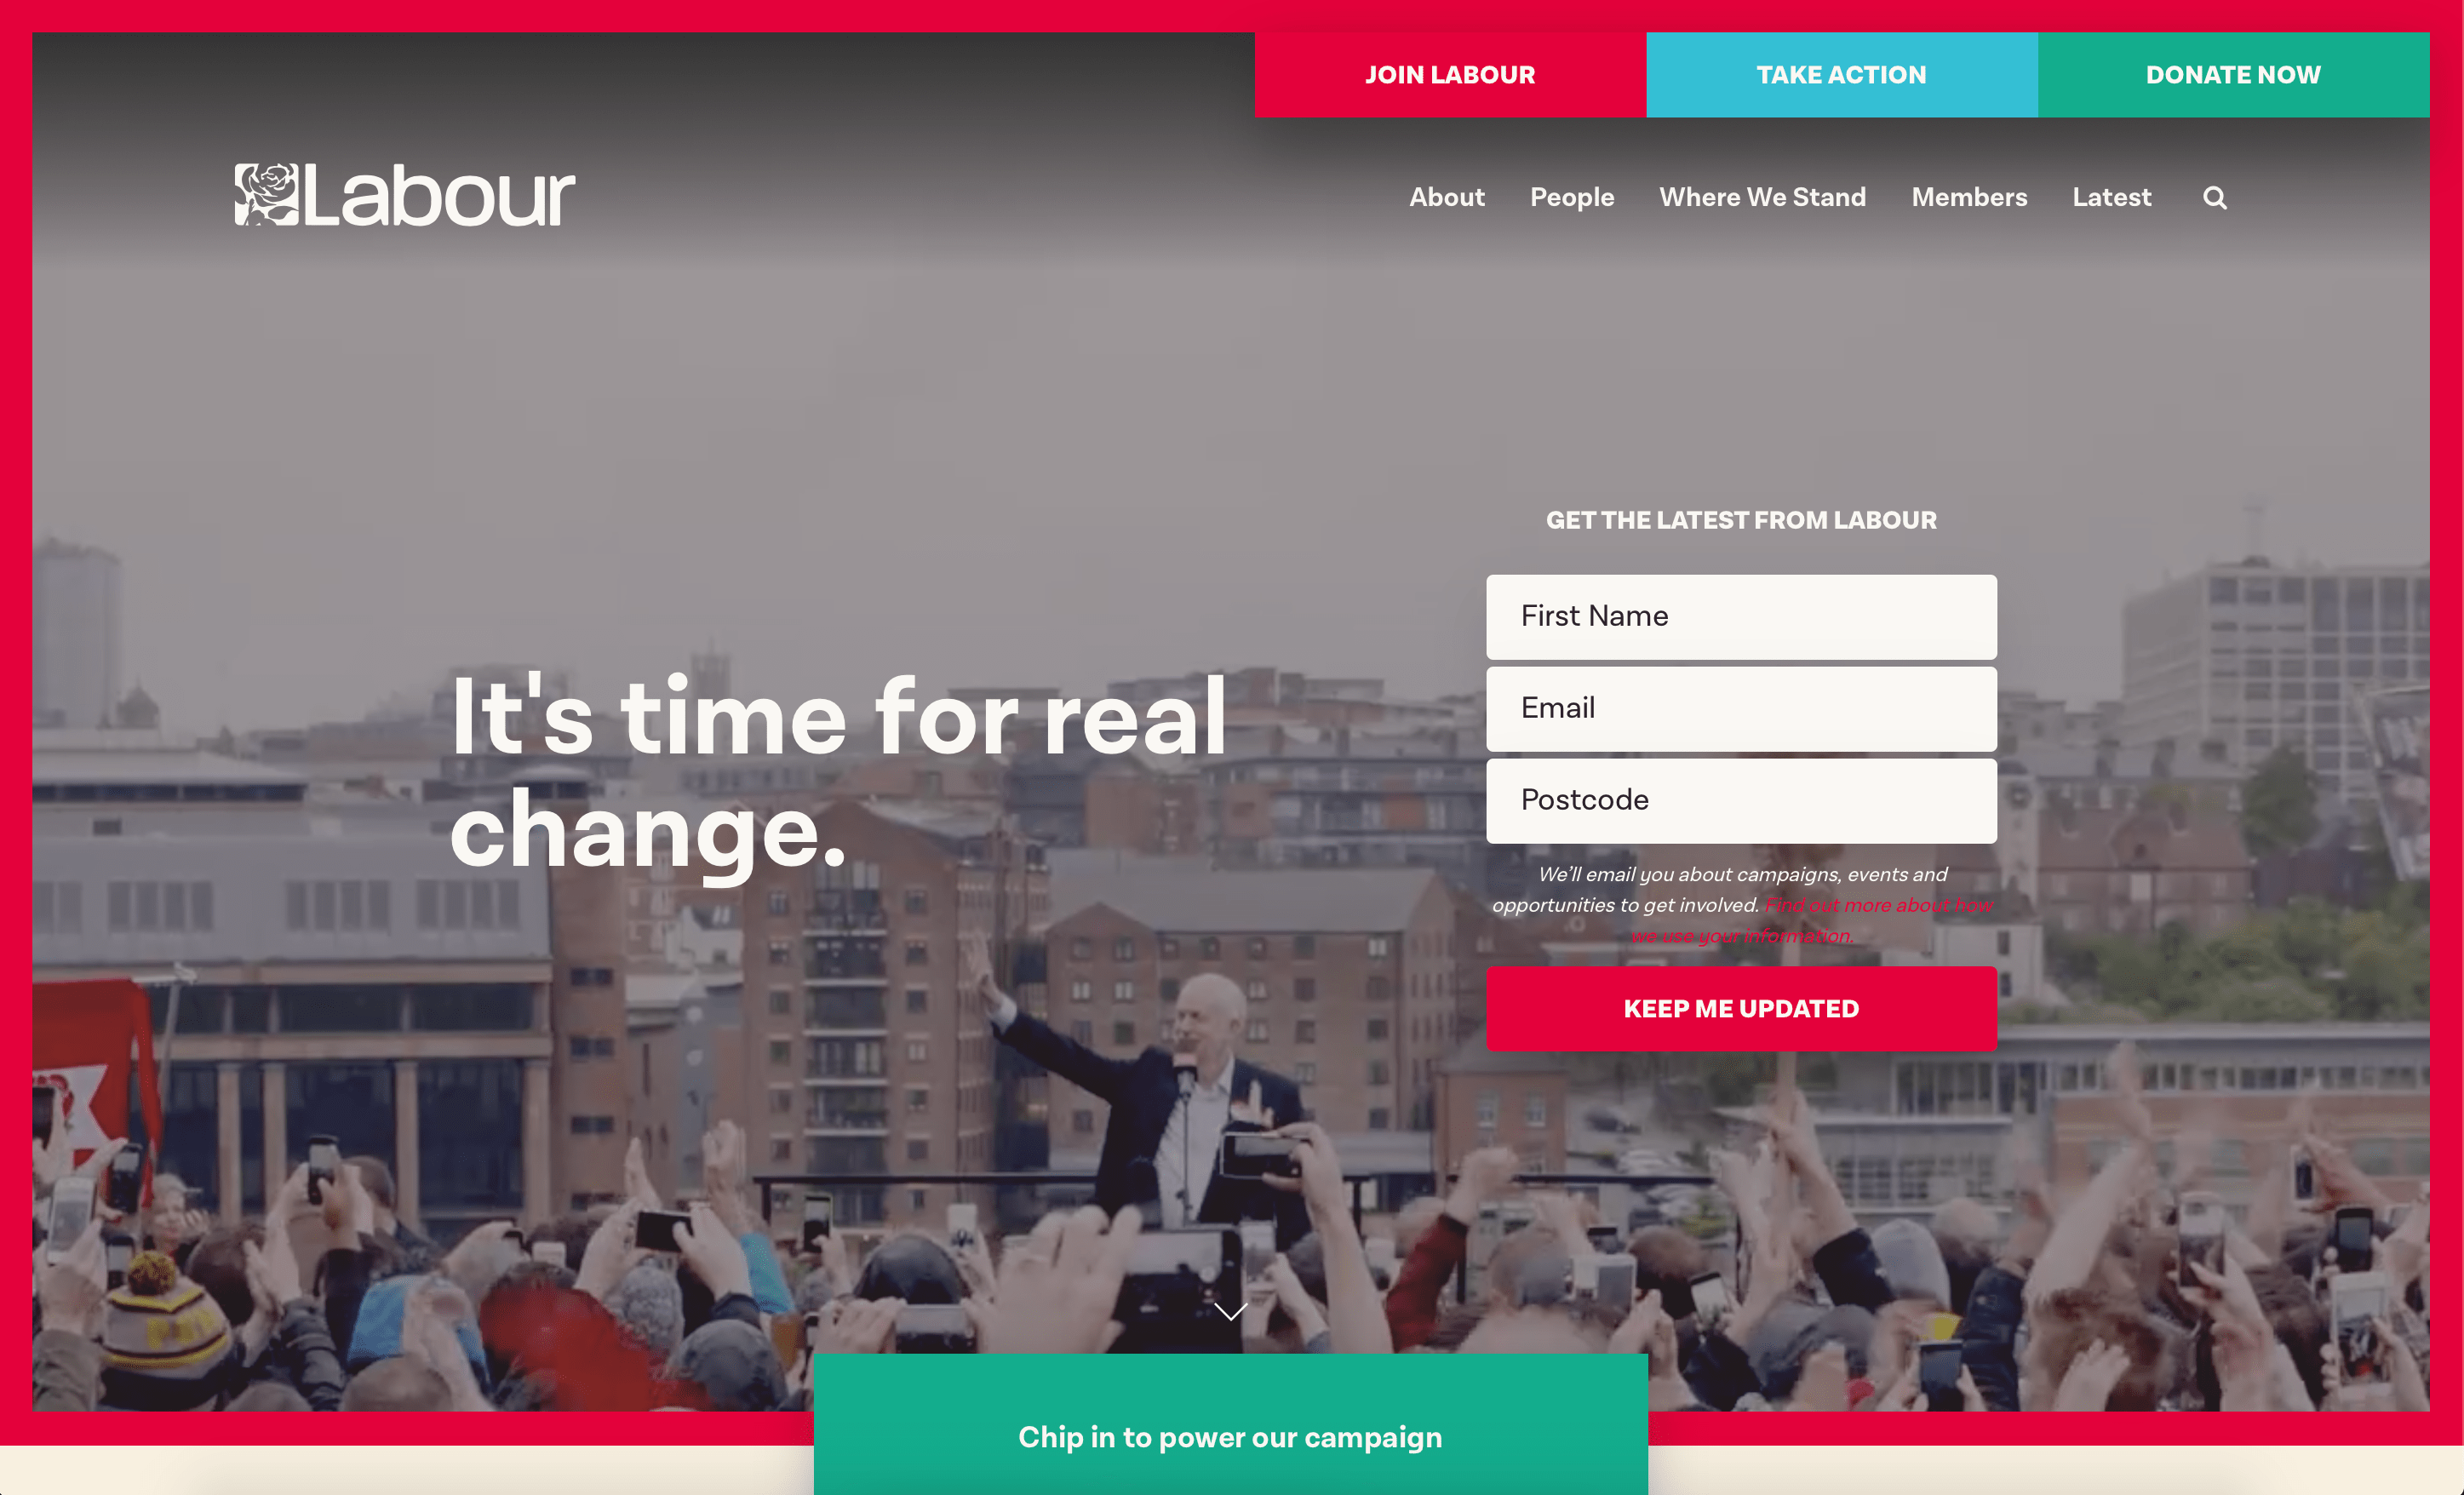 JOIN LABOUR
TAKE ACTION
DONATE NOW
Labour
About
People
Where We Stand
Members
Latest
GET THE LATEST FROM LABOUR
First Name
Email
Postcode
It's time for real
change.
We’ll email you about campaigns, events and
opportunities to get involved. Find out more about how
we use your information.
KEEP ME UPDATED
Chip in to power our campaign